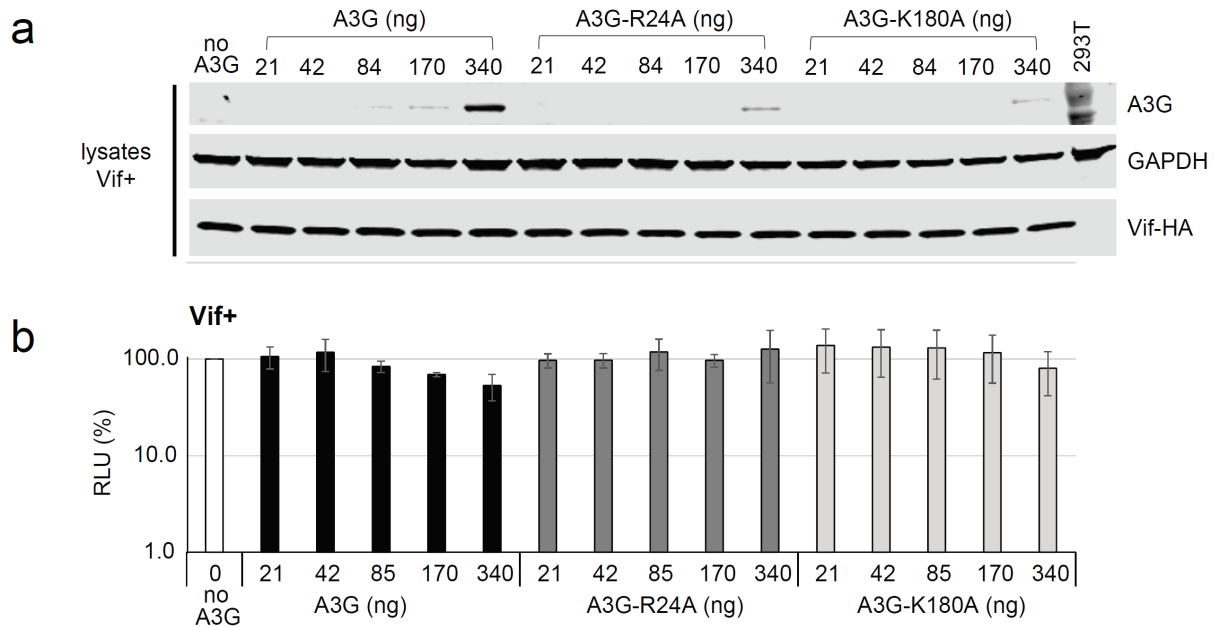 a
A3G (ng)
A3G-R24A (ng)
A3G-K180A (ng)
no
A3G
21 42 84 170 340
21 42 84 170 340
21 42 84 170 340
293T
A3G
lysates
Vif+
GAPDH
Vif-HA
b
Vif+
RLU (%)
100.0
10.0
1.0
0 21 42 85 170 340 21 42 85 170 340 21 42 85 170 340
no
A3G
A3G (ng)
A3G-R24A (ng)
A3G-K180A (ng)